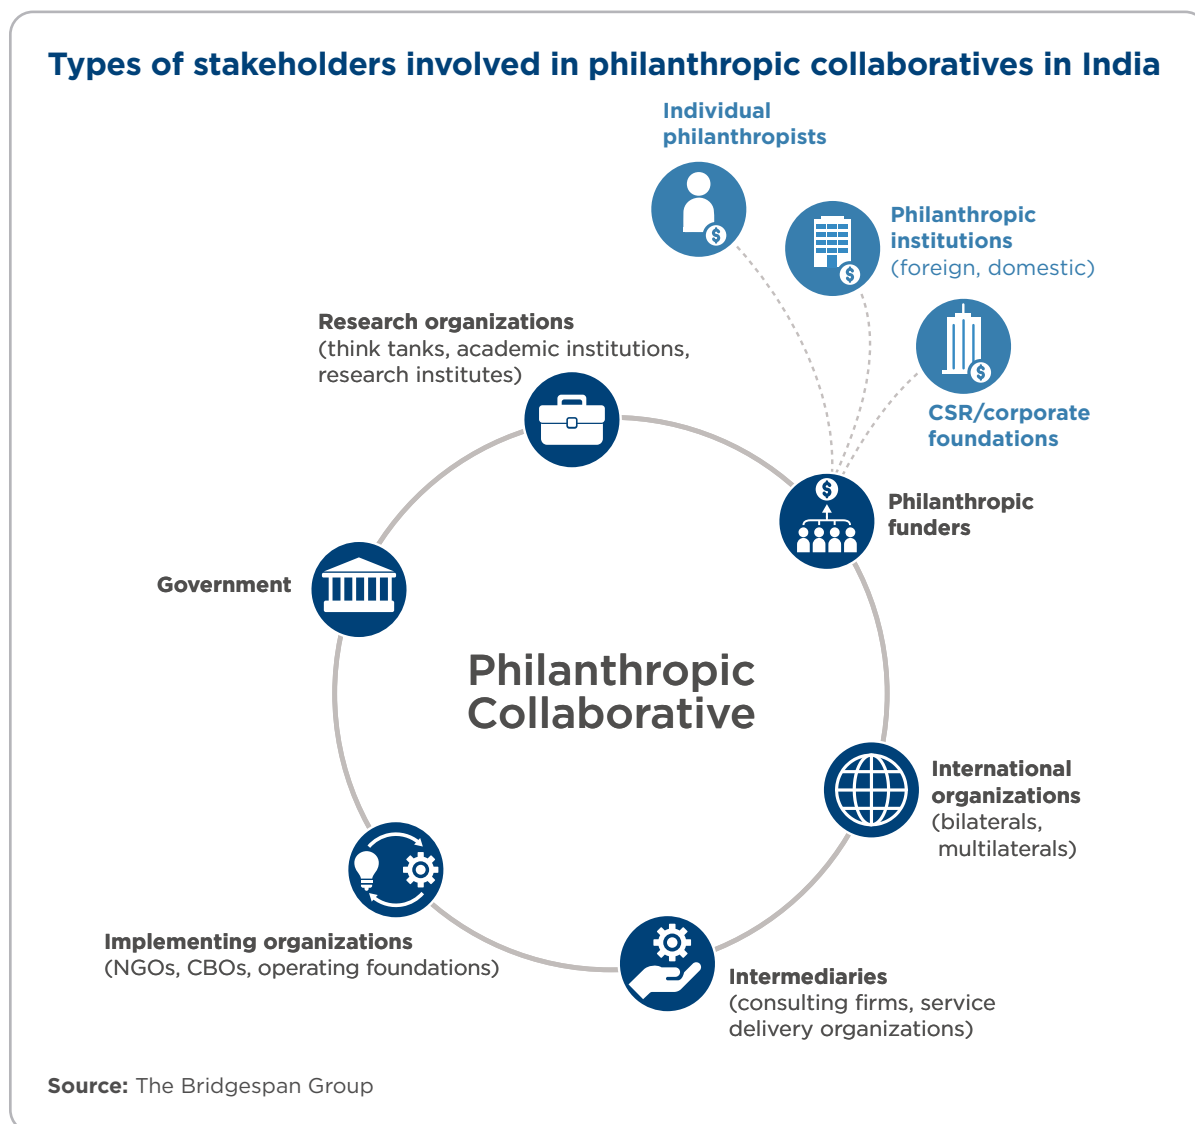 Types of stakeholders involved in philanthropic collaboratives in India
Individual
philanthropists
Philanthropic
institutions
(foreign, domestic)
CSR/corporate
foundations
Research organizations
(think tanks, academic institutions,
research institutes)
Philanthropic
funders
Government
Philanthropic
Collaborative
International
organizations
(bilaterals,
multilaterals)
Implementing organizations
(NGOs, CBOs, operating foundations)
Intermediaries
(consulting firms, service
delivery organizations)
Source: The Bridgespan Group